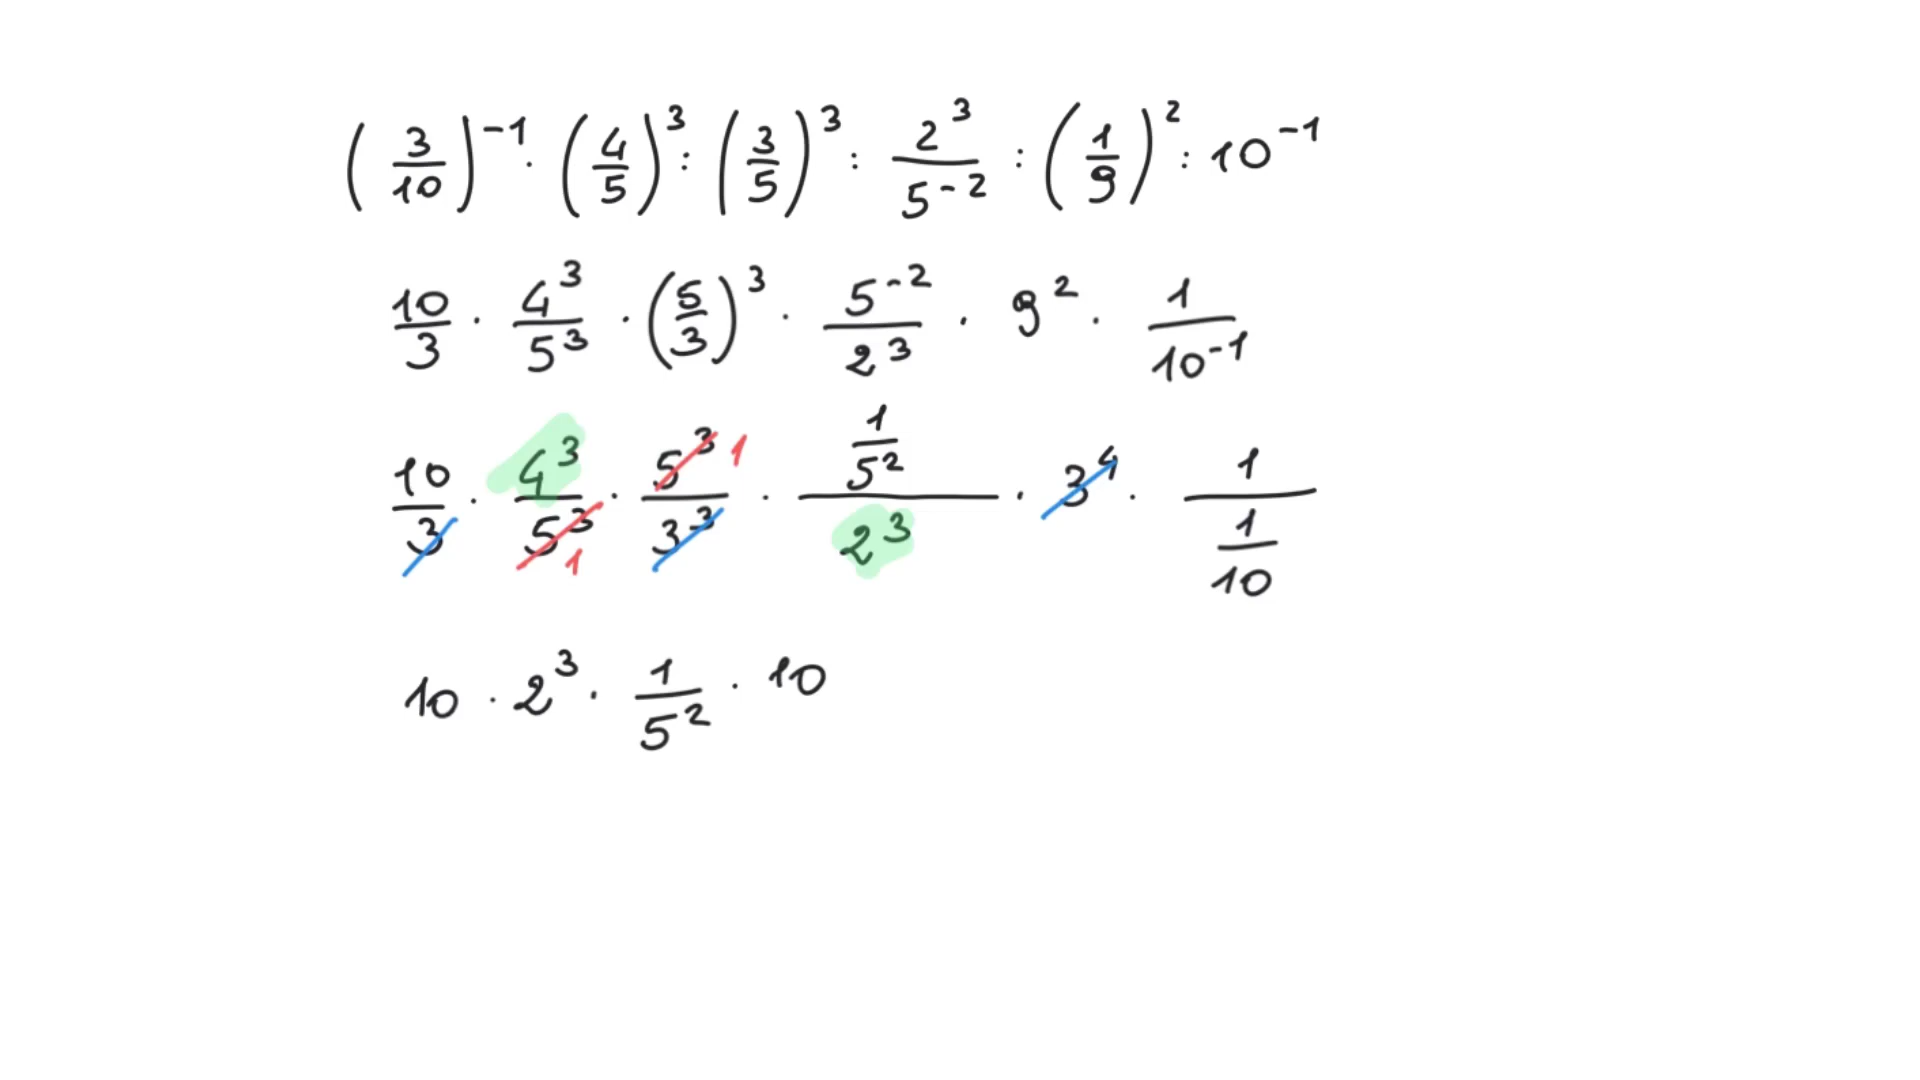 (3/10)^-1 · (4/5)^3 : (3/5)^3 : 2^3/5^-2 : (1/9)^2 : 10^-1
10/3 · 4^3/5^3 · (5/3)^3 · 5^-2/2^3 · 9^2 · 1/10^-1
10/3 · 4^3/5^3 1 · 5^3/3^3 1 · (1/5^2)/2^3 · 3^4 · 1/(1/10)
10 · 2^3 · 1/5^2 · 10